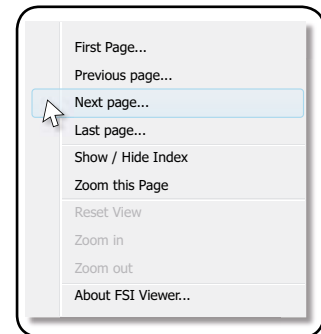 First Page...
Previous page...
Next page...
Last page...
Show / Hide Index
Zoom this Page
Reset View
Zoom in
Zoom out
About FSI Viewer...